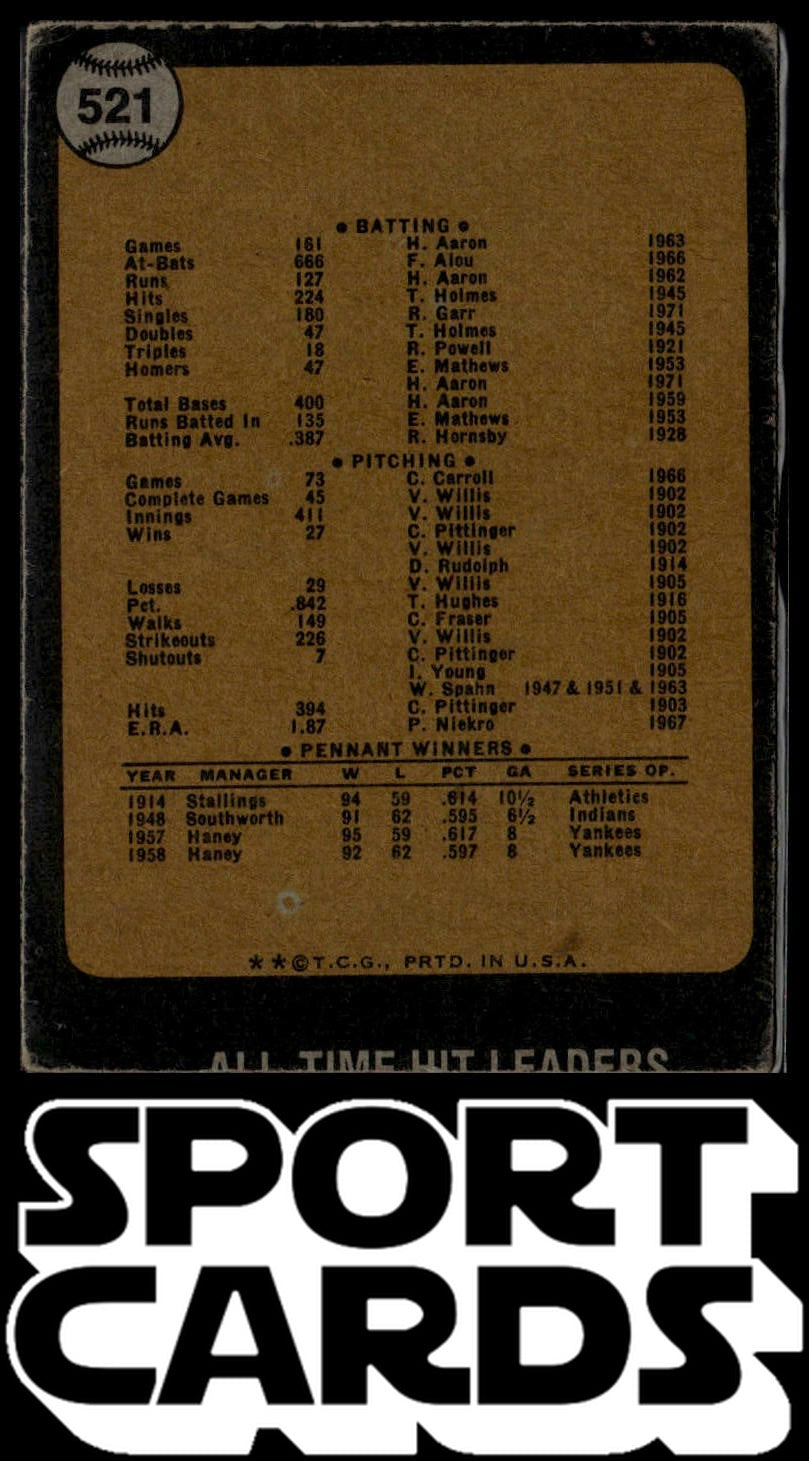 521
• BATTING •
Games 161 H. Aaron 1963
At-Bats 666 F. Alou 1966
Runs 127 H. Aaron 1962
Hits 224 T. Holmes 1945
Singles 180 R. Garr 1971
Doubles 47 T. Holmes 1945
Triples 18 R. Powell 1921
Homers 47 E. Mathews 1953
H. Aaron 1971
Total Bases 400 H. Aaron 1959
Runs Batted In 135 E. Mathews 1953
Batting Avg. .387 R. Hornsby 1928
• PITCHING •
Games 73 C. Carroll 1966
Complete Games 45 V. Willis 1902
Innings 411 V. Willis 1902
Wins 27 C. Pittinger 1902
V. Willis 1902
D. Rudolph 1914
Losses 29 V. Willis 1905
Pct. .842 T. Hughes 1916
Walks 149 C. Fraser 1905
Strikeouts 226 V. Willis 1902
Shutouts 7 C. Pittinger 1902
I. Young 1905
W. Spahn 1947 & 1951 & 1963
Hits 394 C. Pittinger 1903
E.R.A. 1.87 P. Niekro 1967
• PENNANT WINNERS •
YEAR MANAGER W L PCT GA SERIES OP.
1914 Stallings 94 59 .614 10½ Athletics
1948 Southworth 91 62 .595 6½ Indians
1957 Haney 95 59 .617 8 Yankees
1958 Haney 92 62 .597 8 Yankees
**©T.C.G., PRTD. IN U.S.A.
ALL-TIME HIT LEADERS
SPORT
CARDS